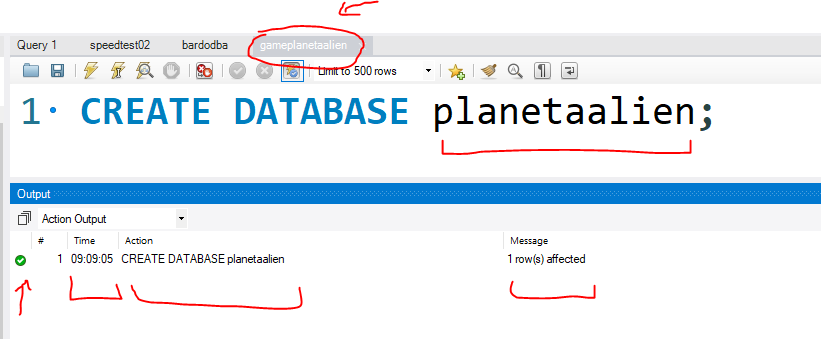 Query 1 speedtest02 bardodba gameplanetaalien
Limit to 500 rows
1 CREATE DATABASE planetaalien;
Output
Action Output
# Time Action Message
1 09:09:05 CREATE DATABASE planetaalien 1 row(s) affected